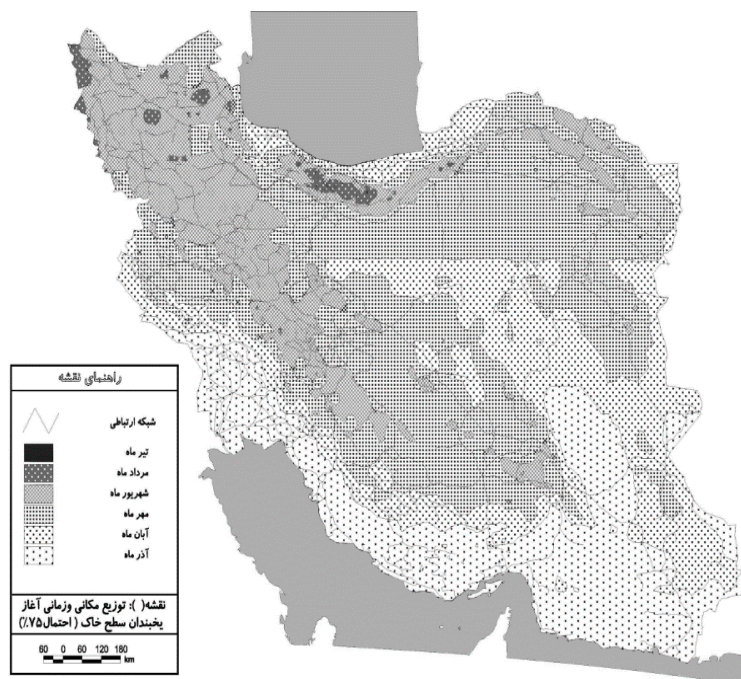 راهنمای نقشه
شبکه ارتباطی
تیر ماه
مرداد ماه
شهریور ماه
مهر ماه
آبان ماه
آذر ماه
نقشه( ): توزیع مکانی وزمانی آغاز
یخبندان سطح خاک ( احتمال۷۵٪)
60 0 60 120 180
km